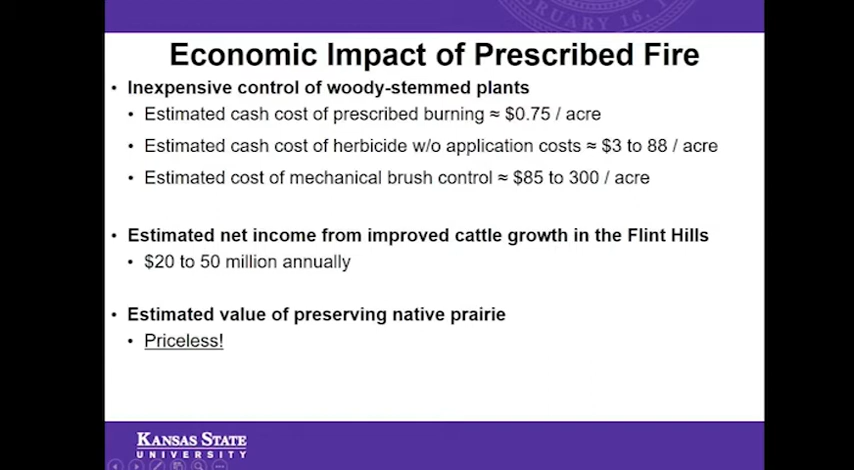 Economic Impact of Prescribed Fire
• Inexpensive control of woody-stemmed plants
• Estimated cash cost of prescribed burning ≈ $0.75 / acre
• Estimated cash cost of herbicide w/o application costs ≈ $3 to 88 / acre
• Estimated cost of mechanical brush control ≈ $85 to 300 / acre
• Estimated net income from improved cattle growth in the Flint Hills
• $20 to 50 million annually
• Estimated value of preserving native prairie
• Priceless!
KANSAS STATE
UNIVERSITY